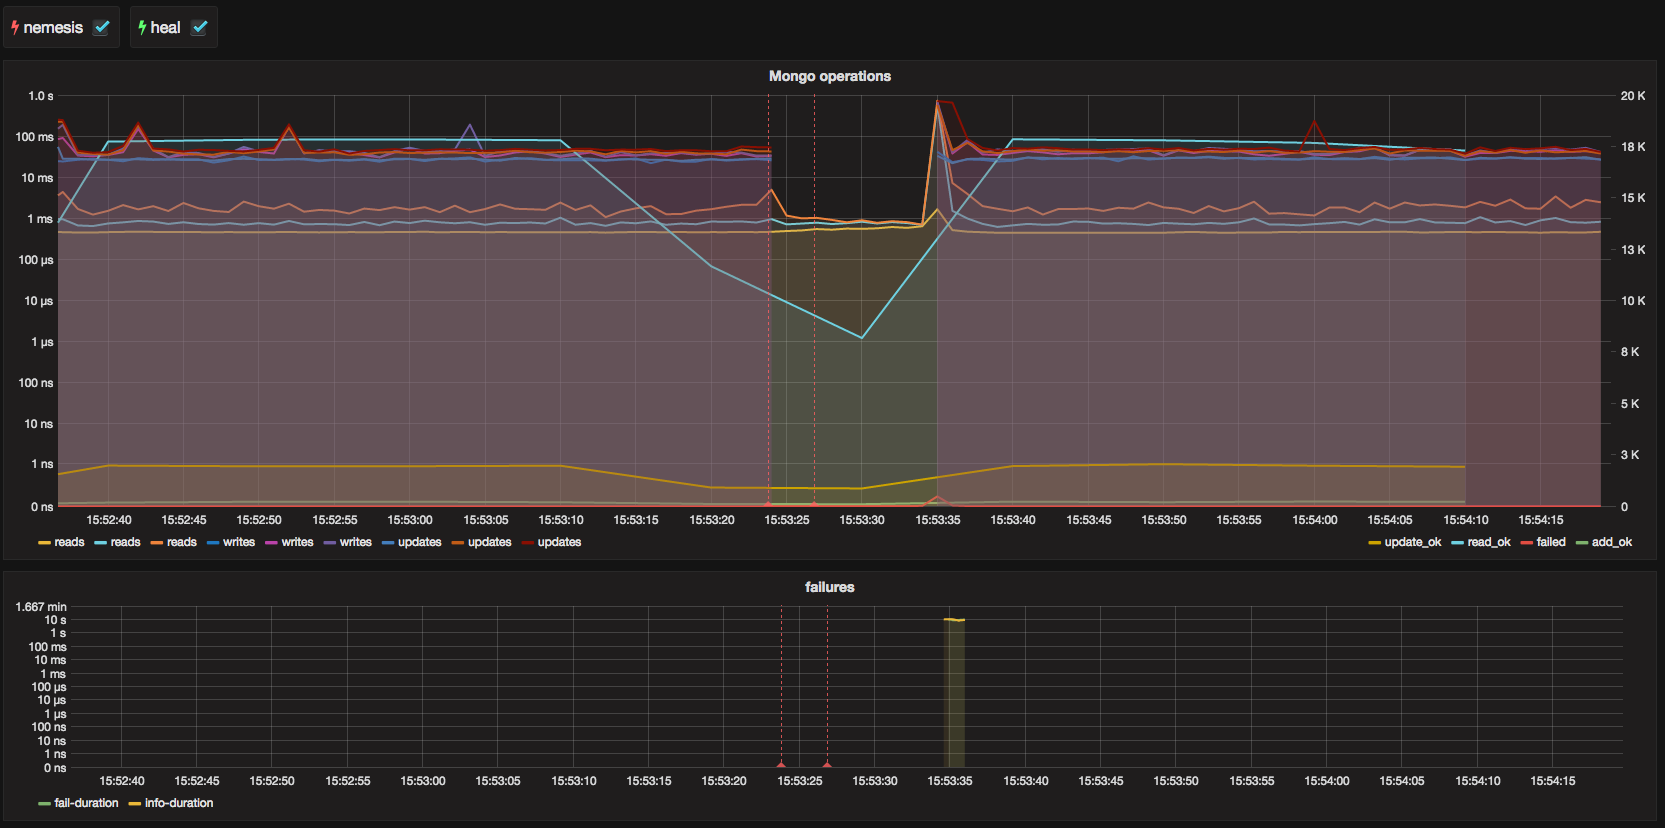 nemesis heal
Mongo operations
1.0 s 20 K
100 ms 18 K
10 ms 15 K
1 ms 13 K
100 µs 10 K
10 µs 8 K
1 µs 5 K
100 ns 3 K
10 ns 0
1 ns
0 ns
15:52:40 15:52:45 15:52:50 15:52:55 15:53:00 15:53:05 15:53:10 15:53:15 15:53:20 15:53:25 15:53:30 15:53:35 15:53:40 15:53:45 15:53:50 15:53:55 15:54:00 15:54:05 15:54:10 15:54:15
reads reads reads writes writes writes updates updates updates update_ok read_ok failed add_ok
failures
1.667 min
10 s
1 s
100 ms
10 ms
1 ms
100 µs
10 µs
1 µs
100 ns
10 ns
1 ns
0 ns
15:52:40 15:52:45 15:52:50 15:52:55 15:53:00 15:53:05 15:53:10 15:53:15 15:53:20 15:53:25 15:53:30 15:53:35 15:53:40 15:53:45 15:53:50 15:53:55 15:54:00 15:54:05 15:54:10 15:54:15
fail-duration info-duration